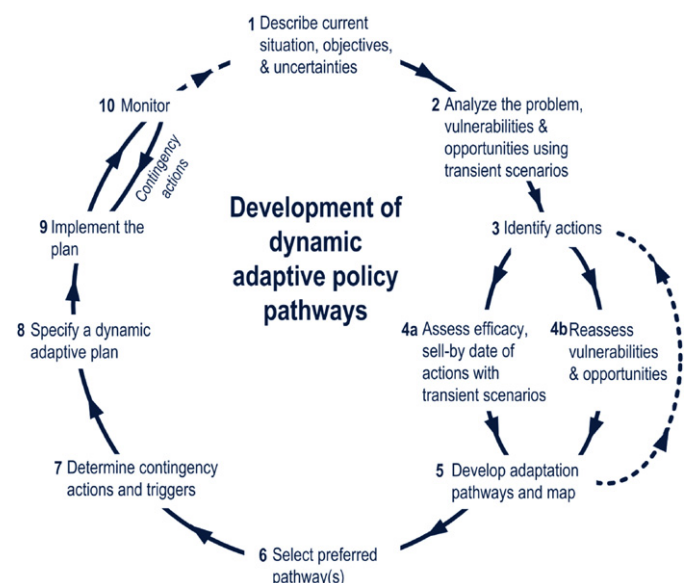 1 Describe current
situation, objectives,
& uncertainties
2 Analyze the problem,
vulnerabilities &
opportunities using
transient scenarios
3 Identify actions
4a Assess efficacy,
sell-by date of
actions with
transient scenarios
4b Reassess
vulnerabilities
& opportunities
5 Develop adaptation
pathways and map
6 Select preferred
pathway(s)
7 Determine contingency
actions and triggers
8 Specify a dynamic
adaptive plan
9 Implement the
plan
10 Monitor
Contingency
actions
Development of
dynamic
adaptive policy
pathways